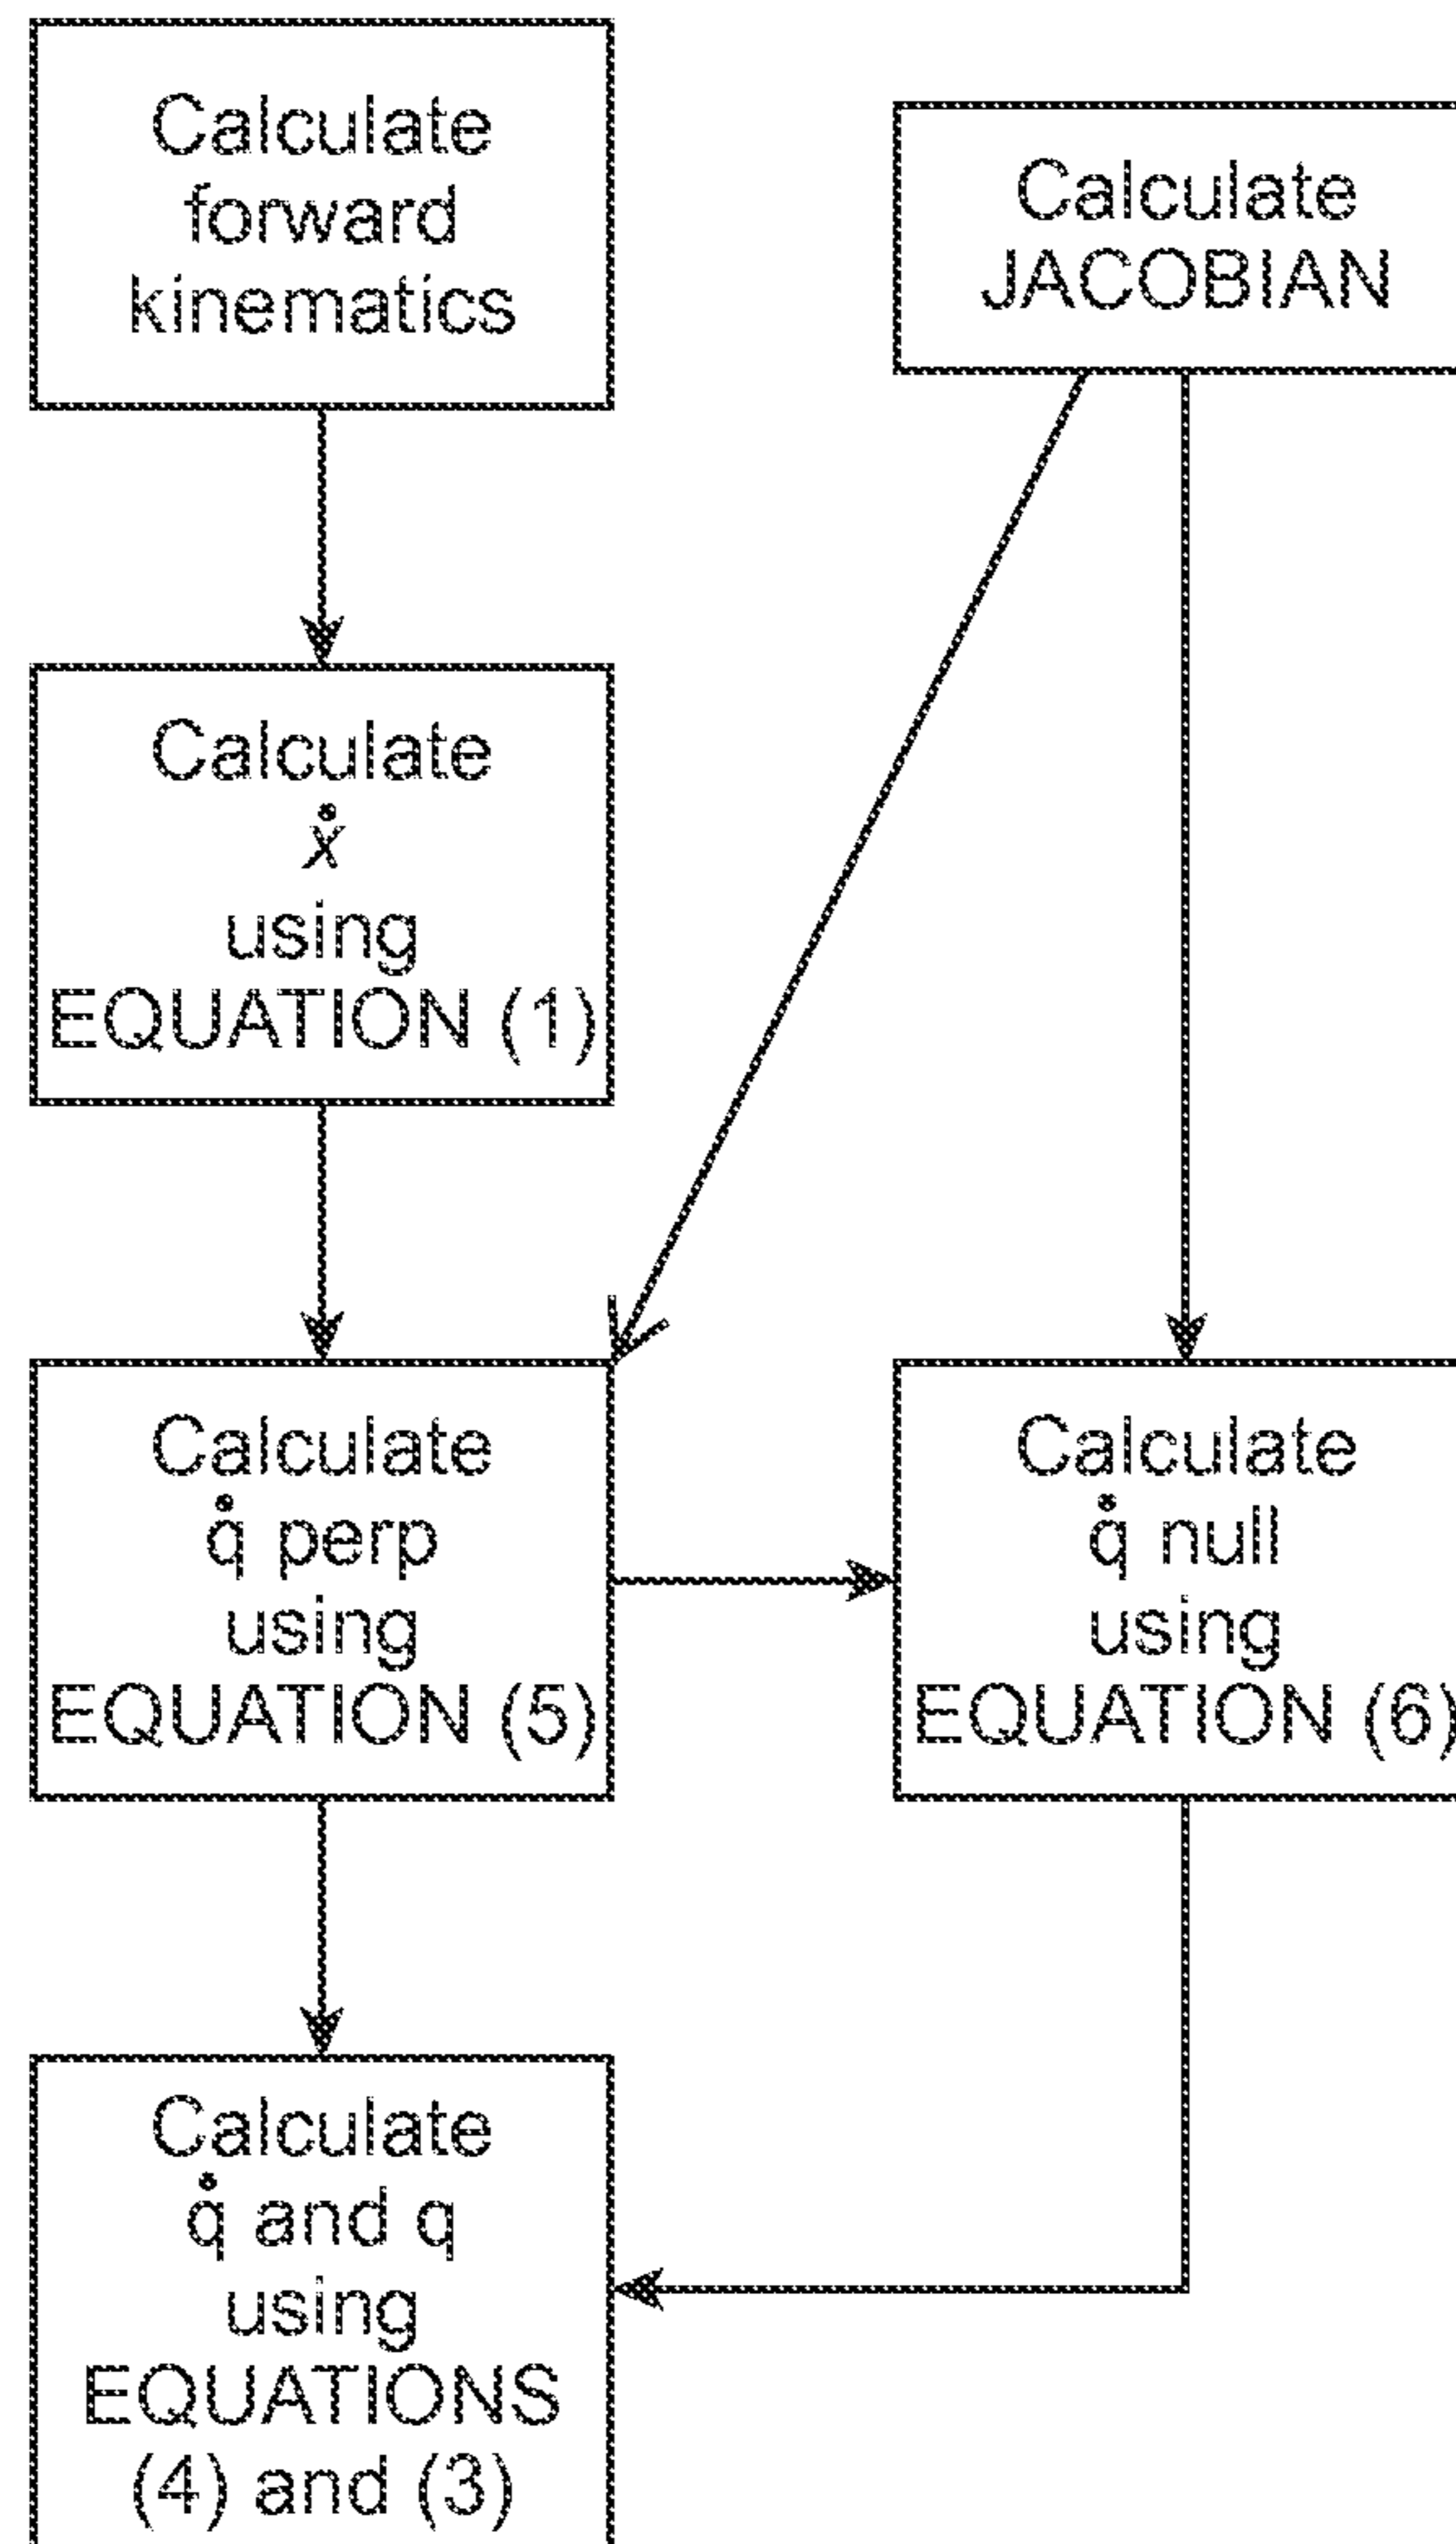 Calculate
forward
kinematics
Calculate
JACOBIAN
Calculate
ẋ
using
EQUATION (1)
Calculate
q̇ perp
using
EQUATION (5)
Calculate
q̇ null
using
EQUATION (6)
Calculate
q̇ and q
using
EQUATIONS
(4) and (3)